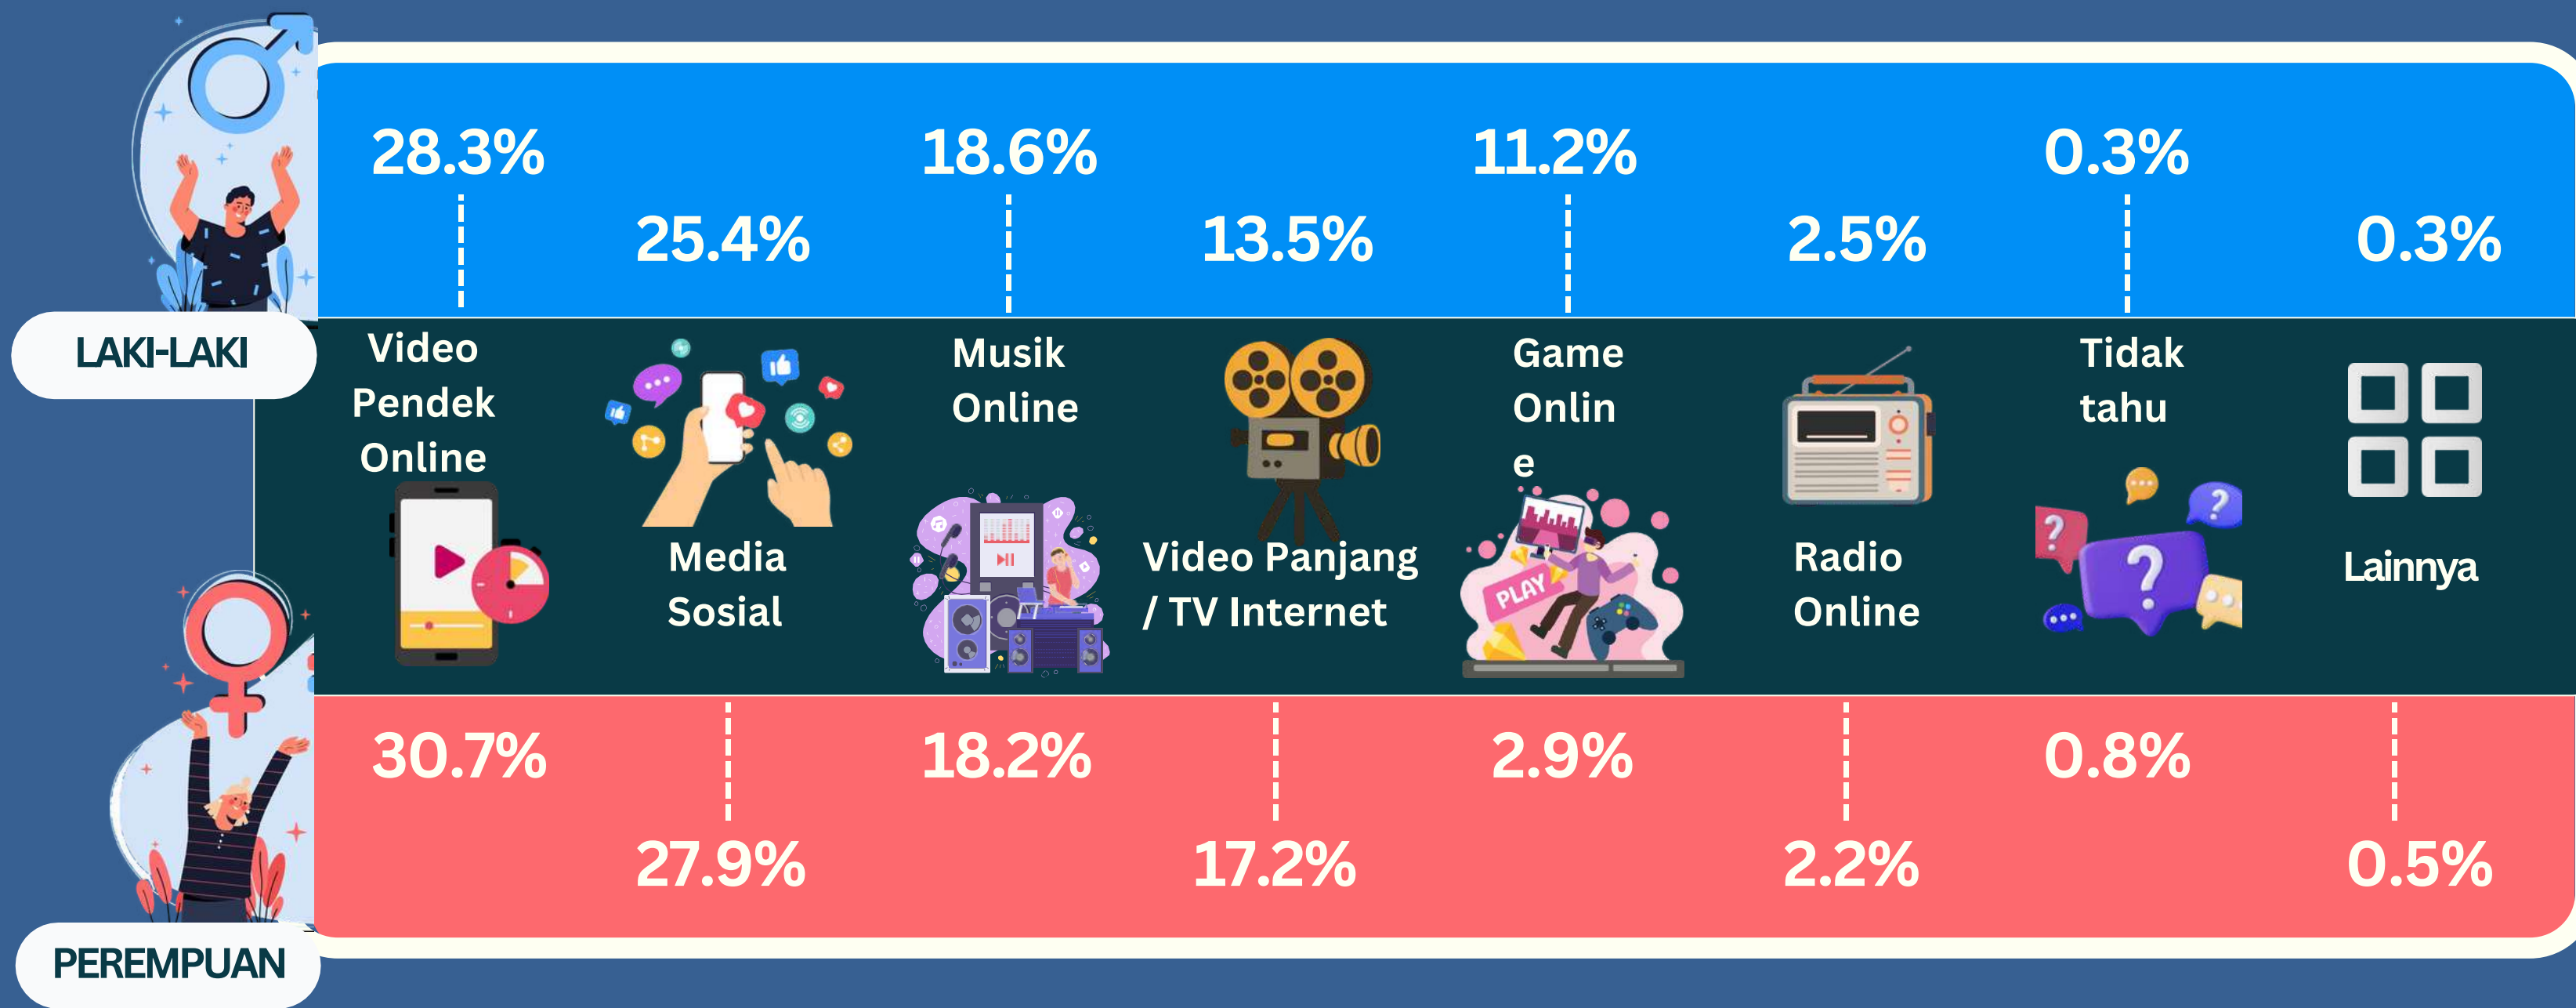 28.3%
18.6%
11.2%
0.3%
25.4%
13.5%
2.5%
0.3%
LAKI-LAKI
Video
Pendek
Online
Media
Sosial
Musik
Online
Video Panjang
/ TV Internet
Game
Onlin
e
PLAY
Radio
Online
Tidak
tahu
?
?
?
Lainnya
30.7%
18.2%
2.9%
0.8%
27.9%
17.2%
2.2%
0.5%
PEREMPUAN